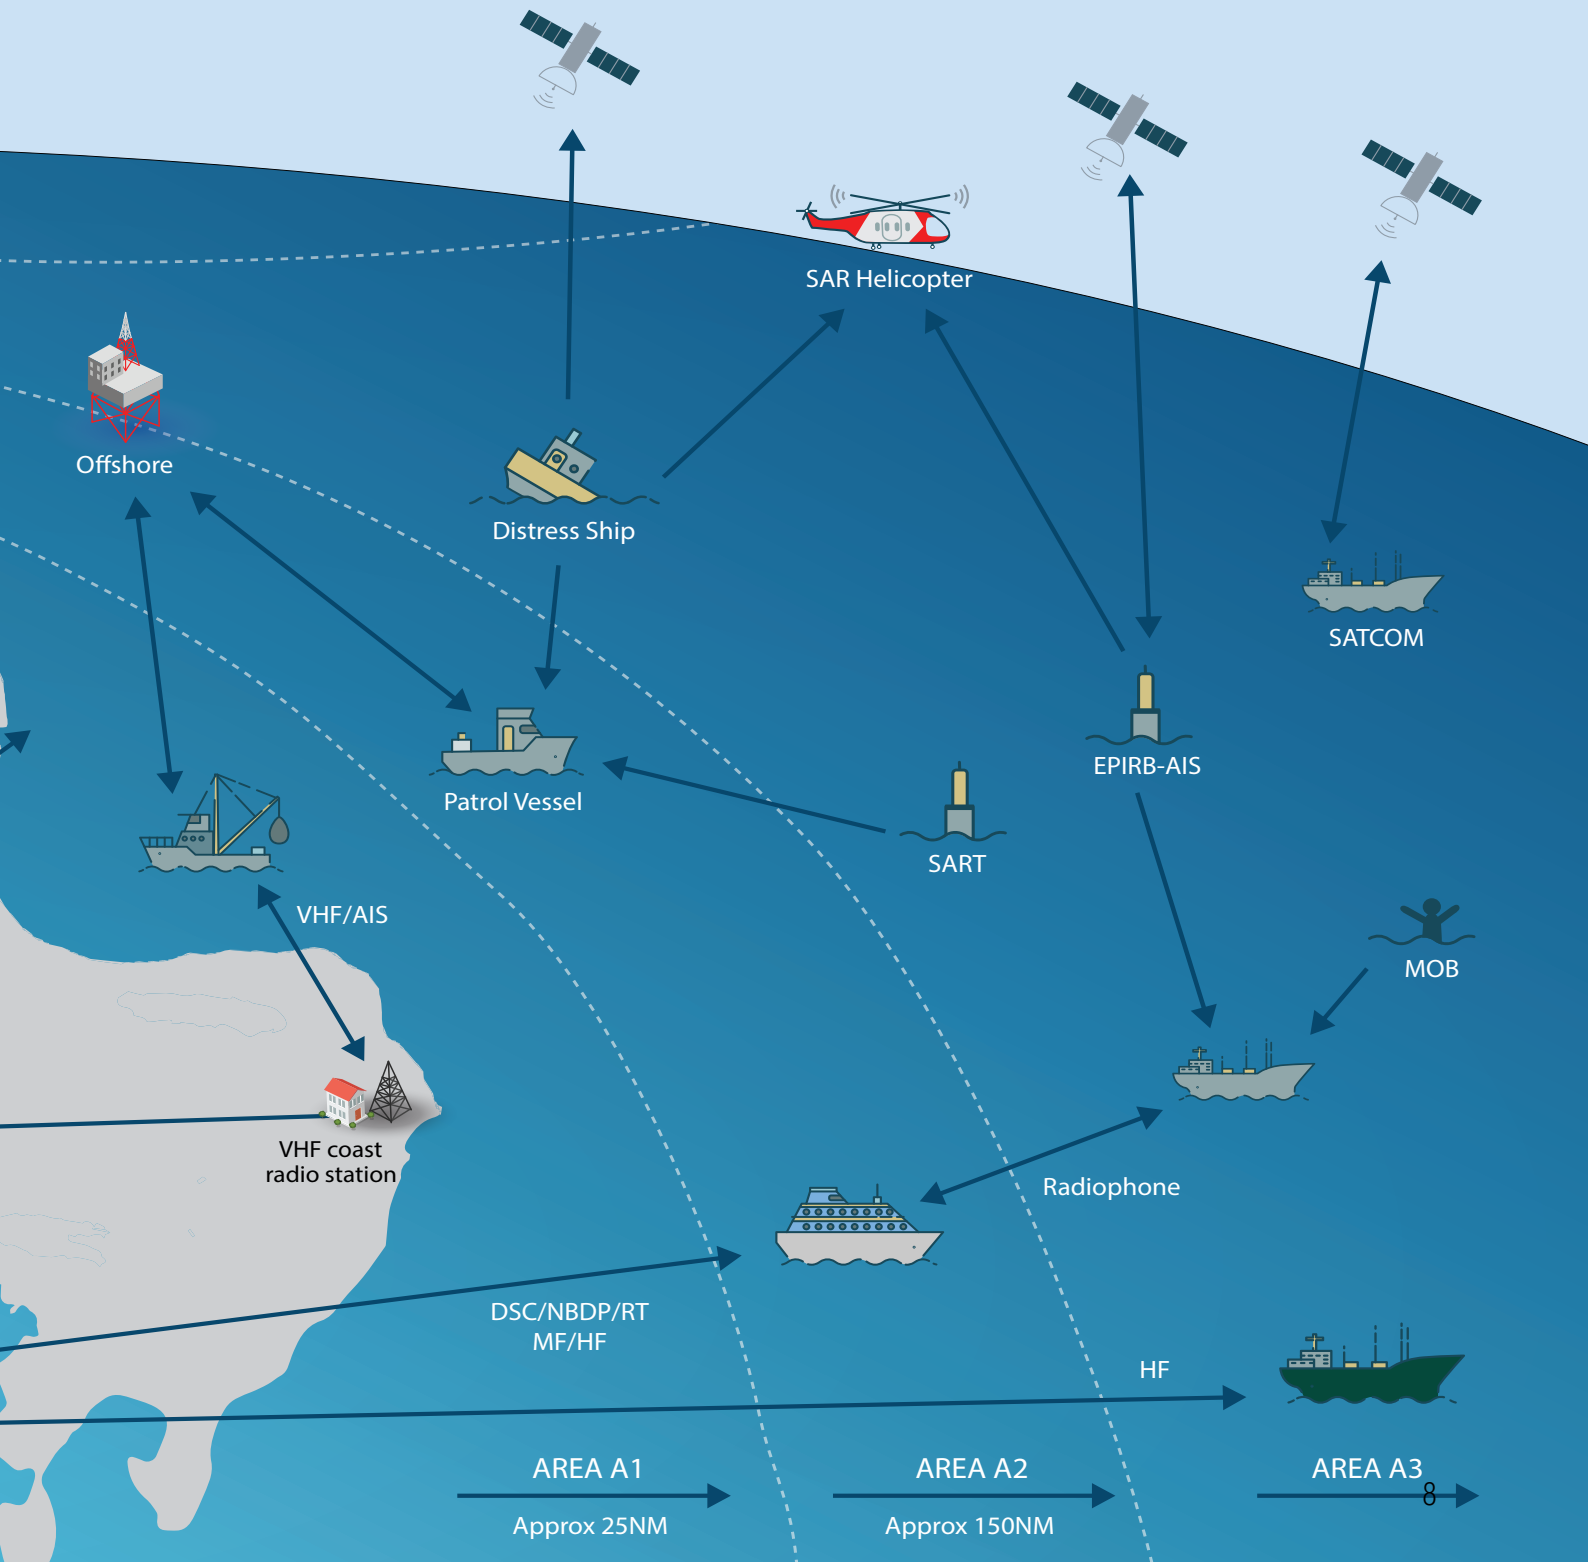 SAR Helicopter
Offshore
Distress Ship
SATCOM
EPIRB-AIS
Patrol Vessel
SART
VHF/AIS
MOB
VHF coast
radio station
Radiophone
DSC/NBDP/RT
MF/HF
HF
AREA A1
AREA A2
AREA A3
8
Approx 25NM
Approx 150NM